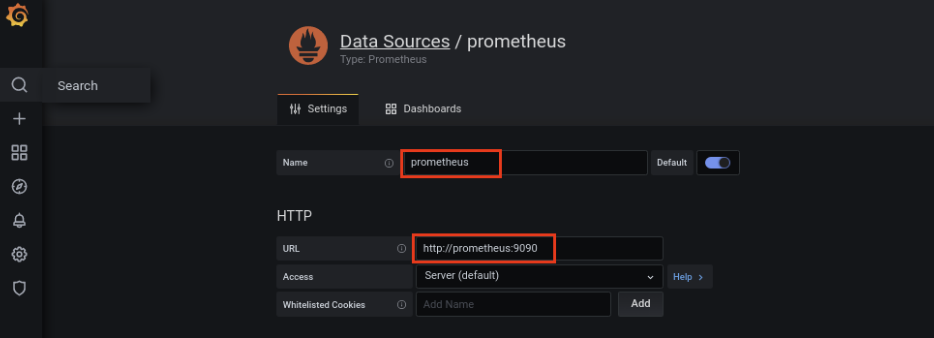 Data Sources / prometheus
Type: Prometheus
Search
Settings Dashboards
Name prometheus Default
HTTP
URL http://prometheus:9090
Access Server (default) Help >
Whitelisted Cookies Add Name Add